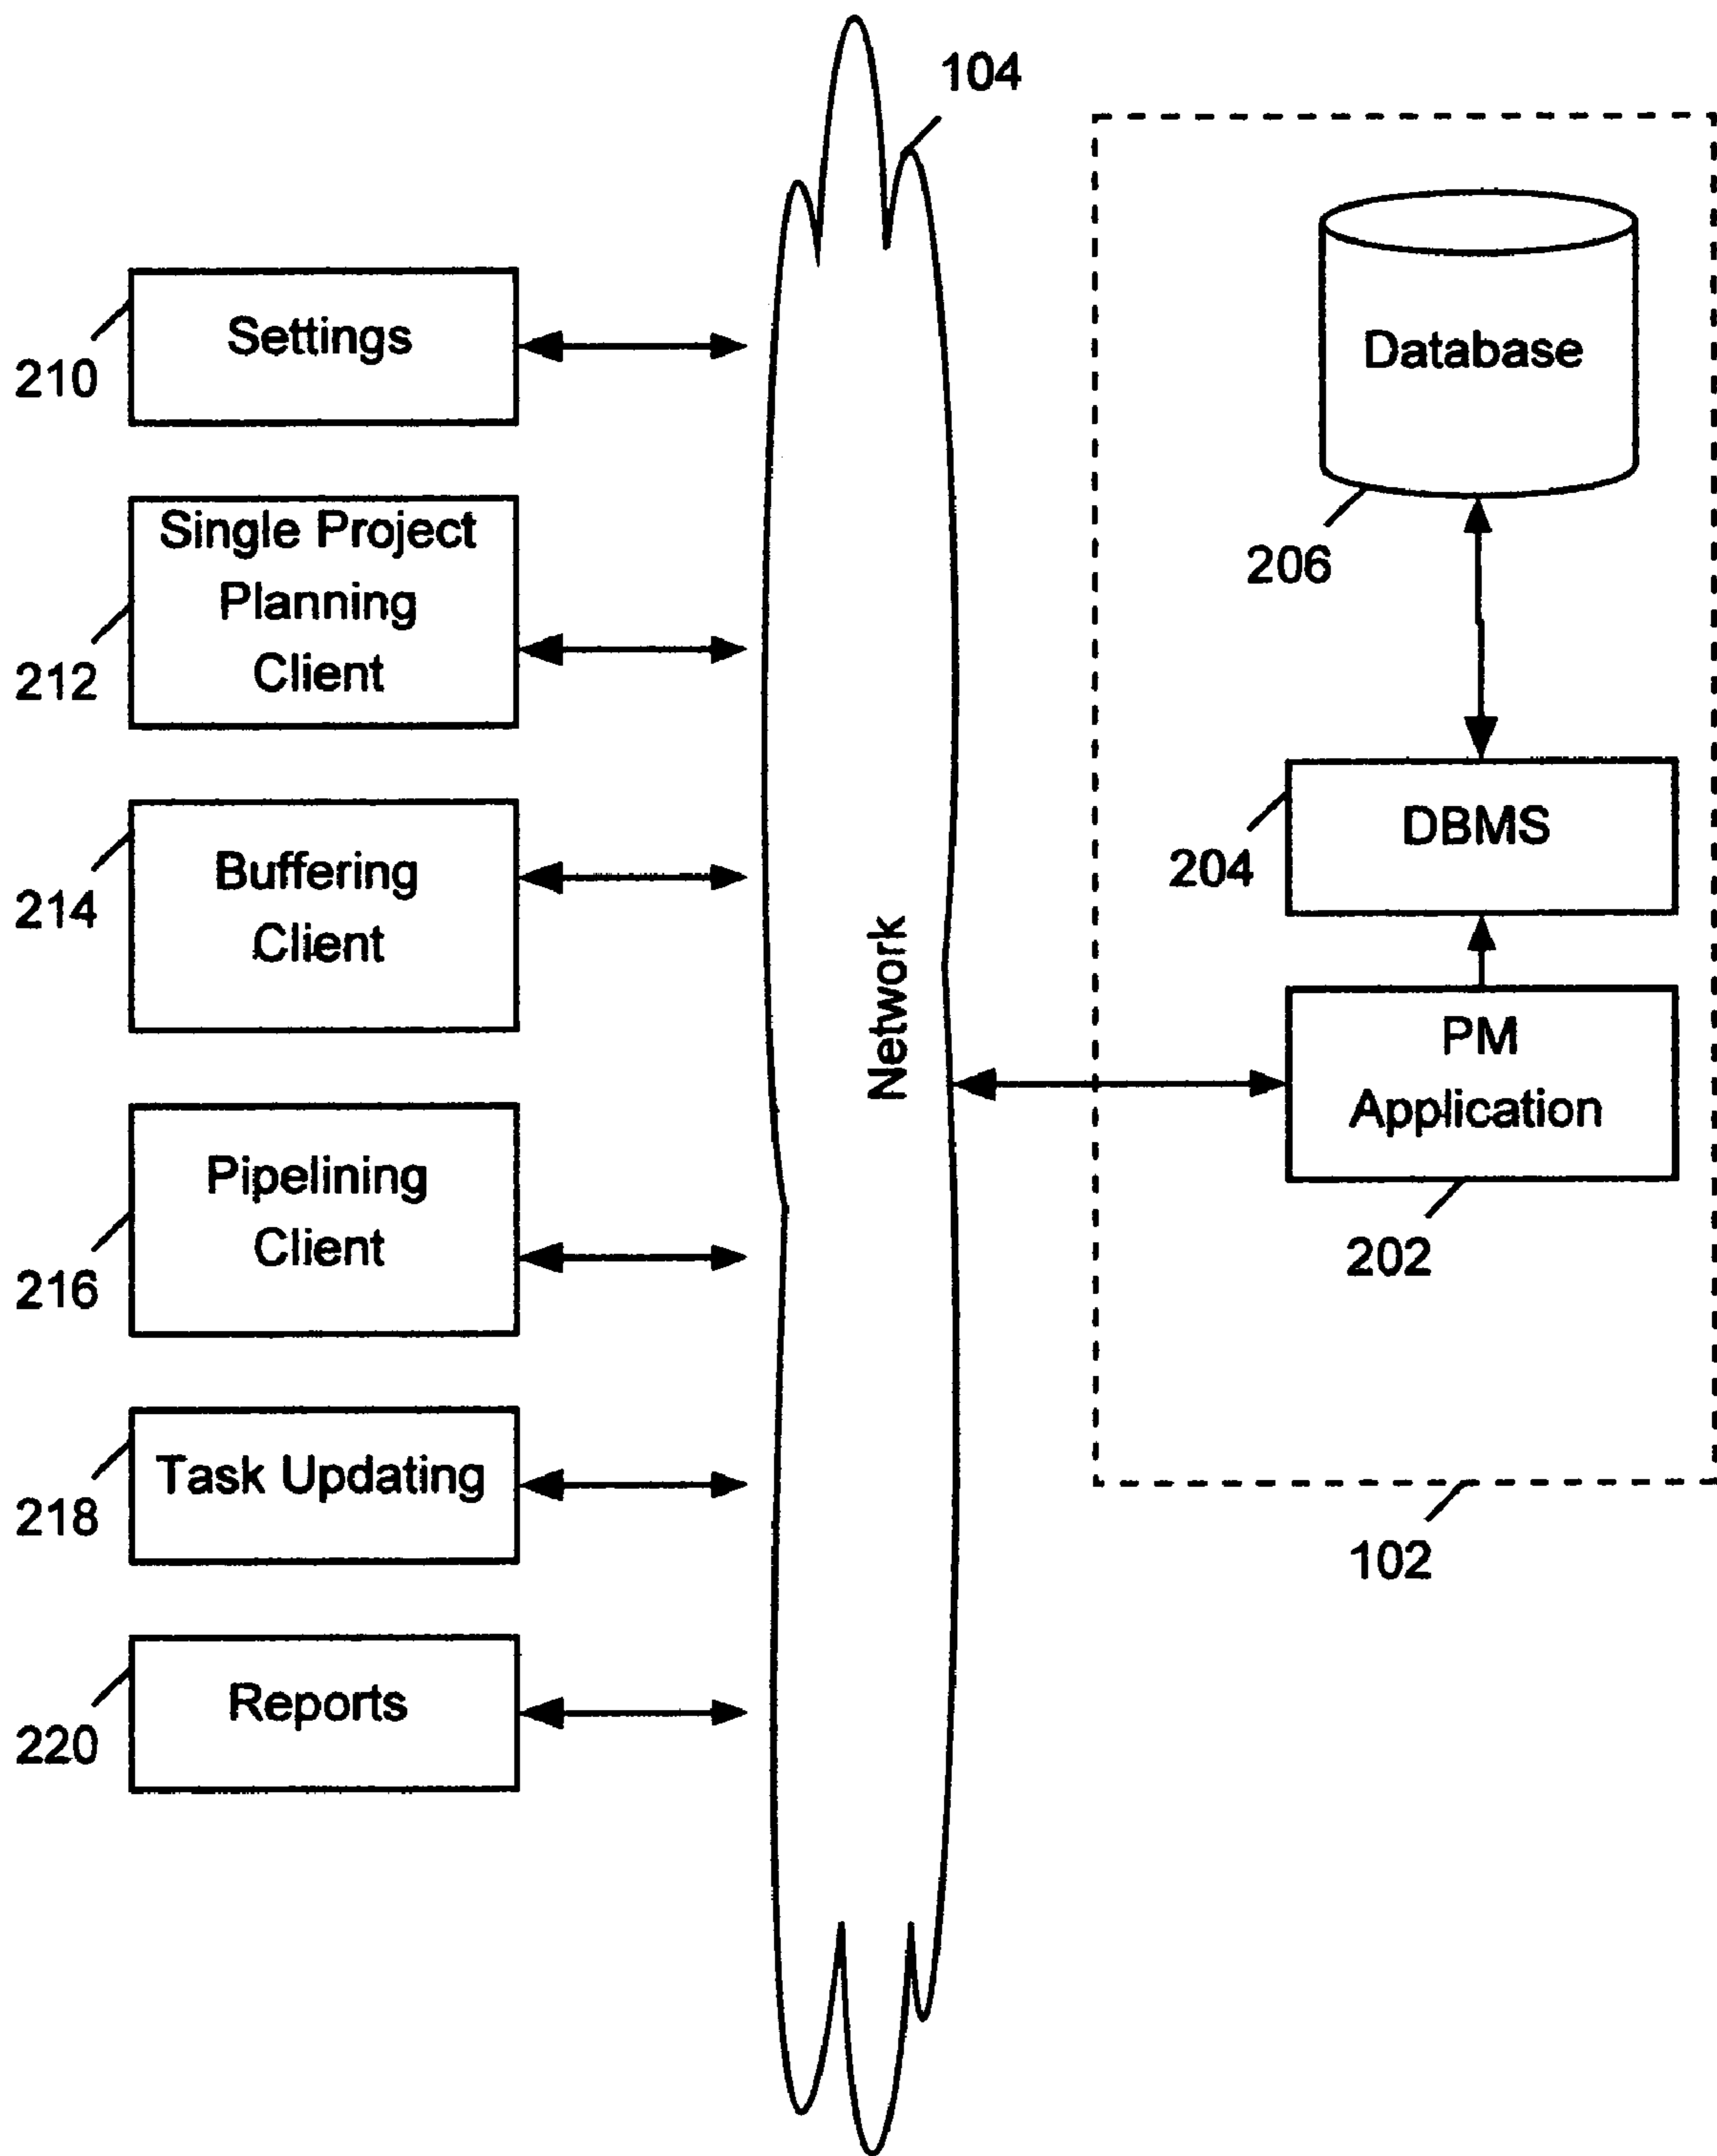 104
Settings
210
Single Project
Planning
Client
212
Buffering
Client
214
Pipelining
Client
216
Task Updating
218
Reports
220
Network
Database
206
DBMS
204
PM
Application
202
102